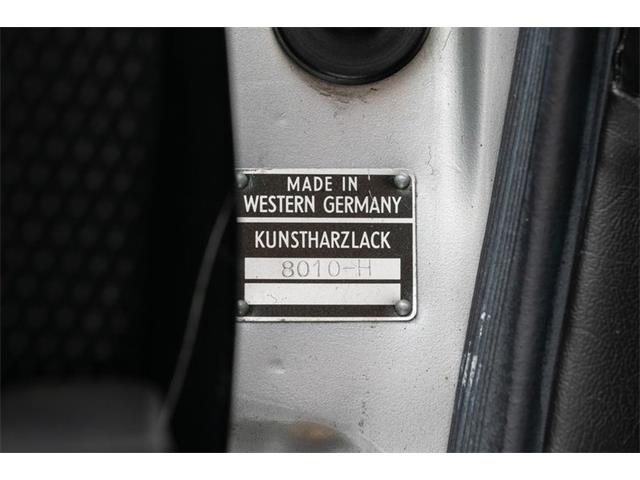 MADE IN
WESTERN GERMANY
KUNSTHARZLACK
8010-H